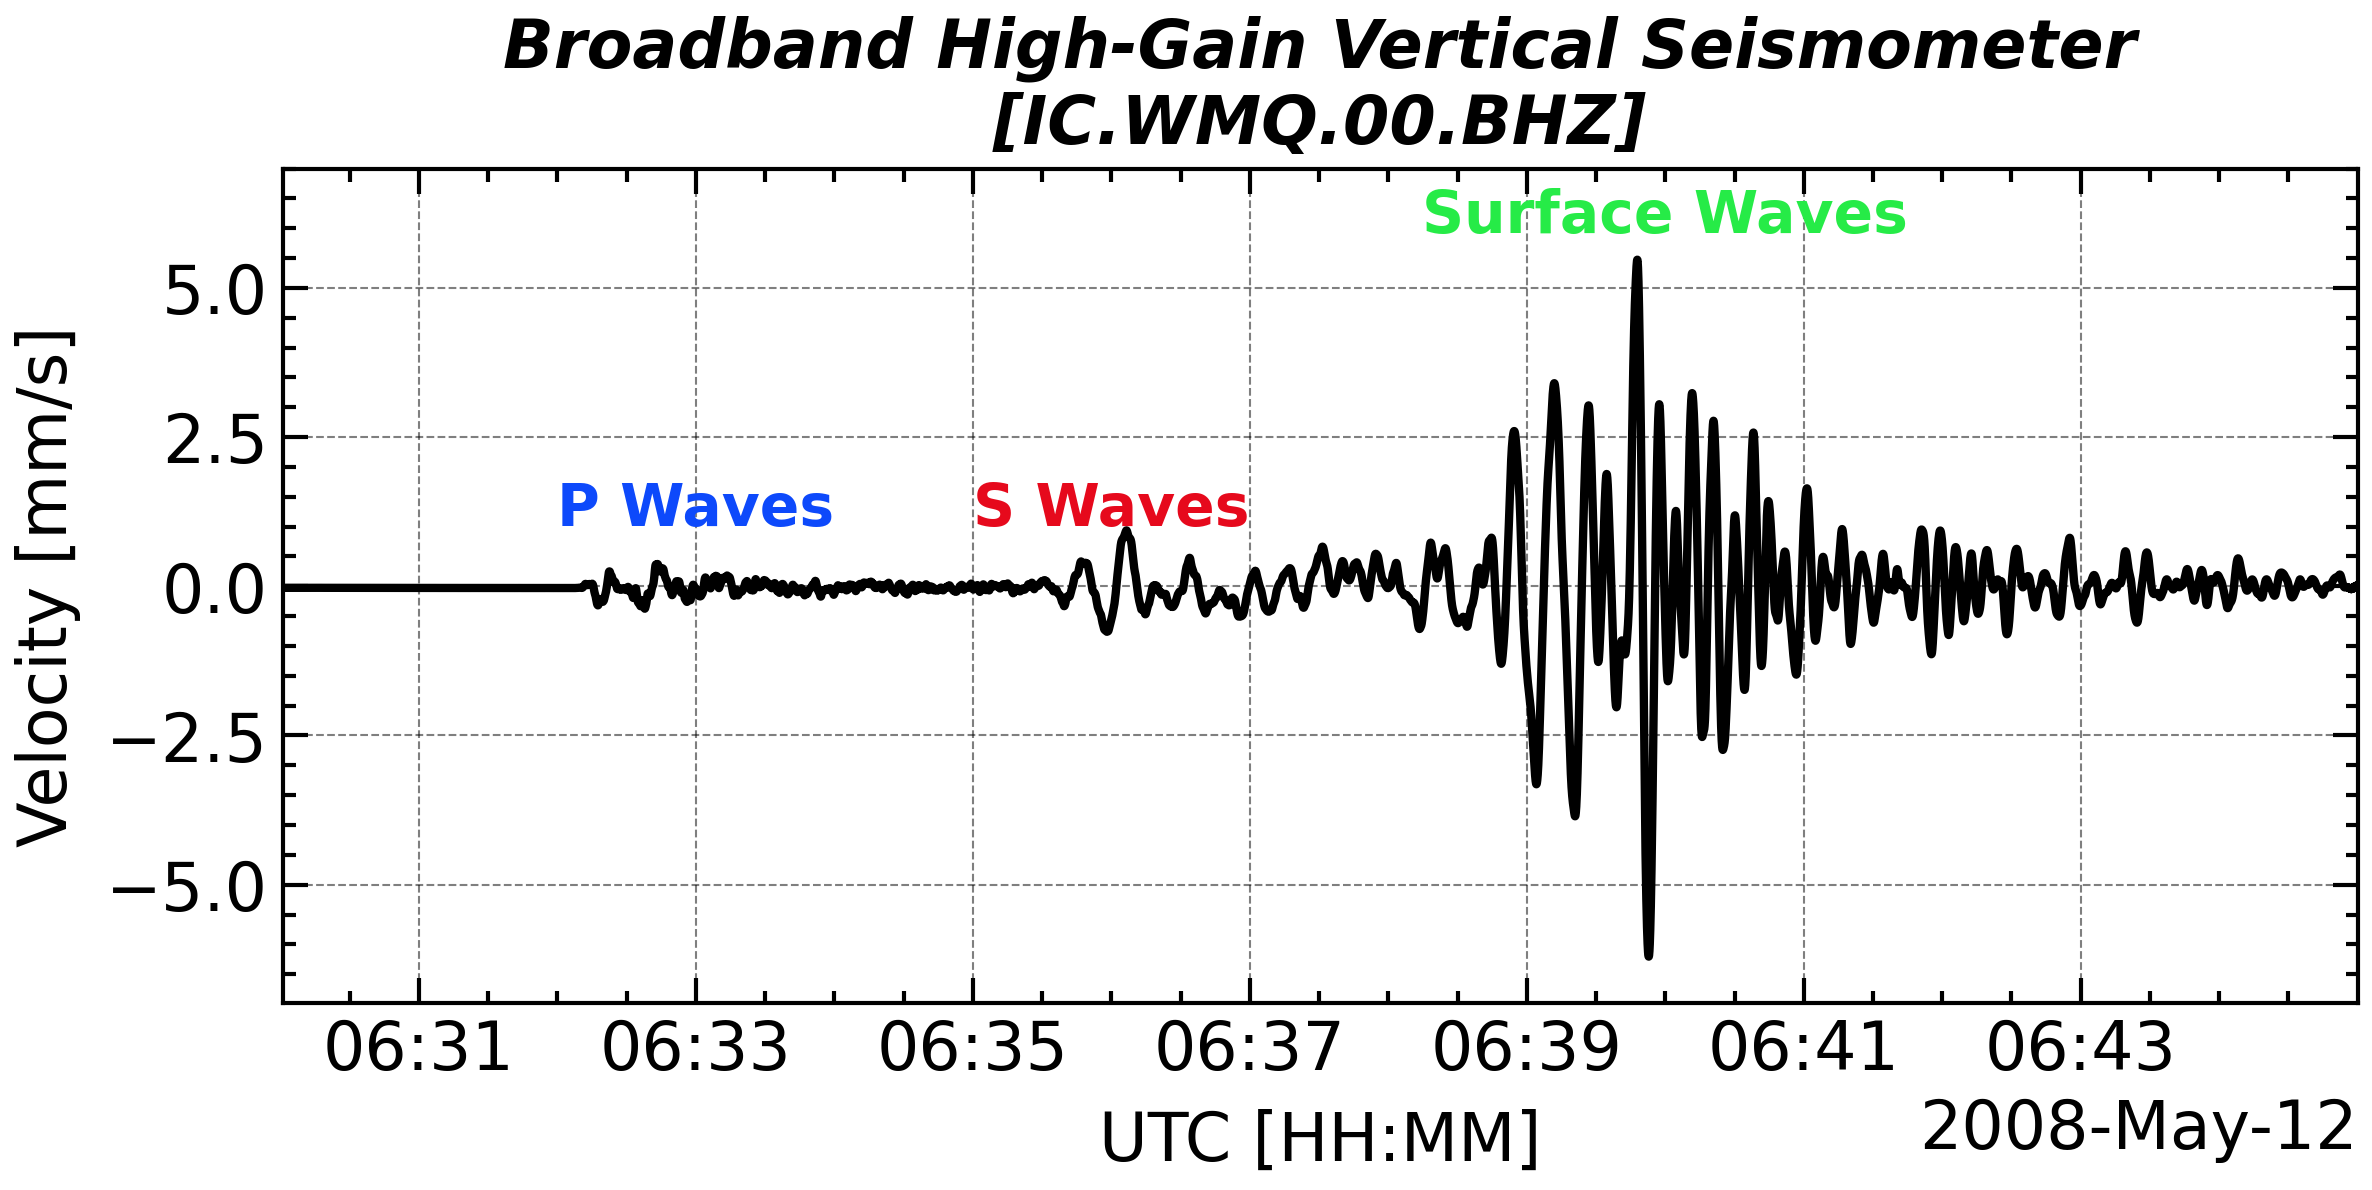 Broadband High-Gain Vertical Seismometer
[IC.WMQ.00.BHZ]
Surface Waves
P Waves
S Waves
Velocity [mm/s]
5.0
2.5
0.0
−2.5
−5.0
06:31 06:33 06:35 06:37 06:39 06:41 06:43
UTC [HH:MM]
2008-May-12